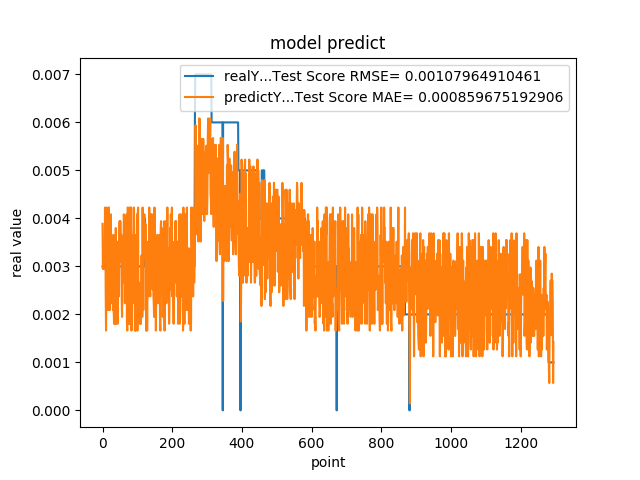 model predict
realY...Test Score RMSE= 0.00107964910461
predictY...Test Score MAE= 0.000859675192906
0.007
0.006
0.005
0.004
0.003
0.002
0.001
0.000
real value
0 200 400 600 800 1000 1200
point